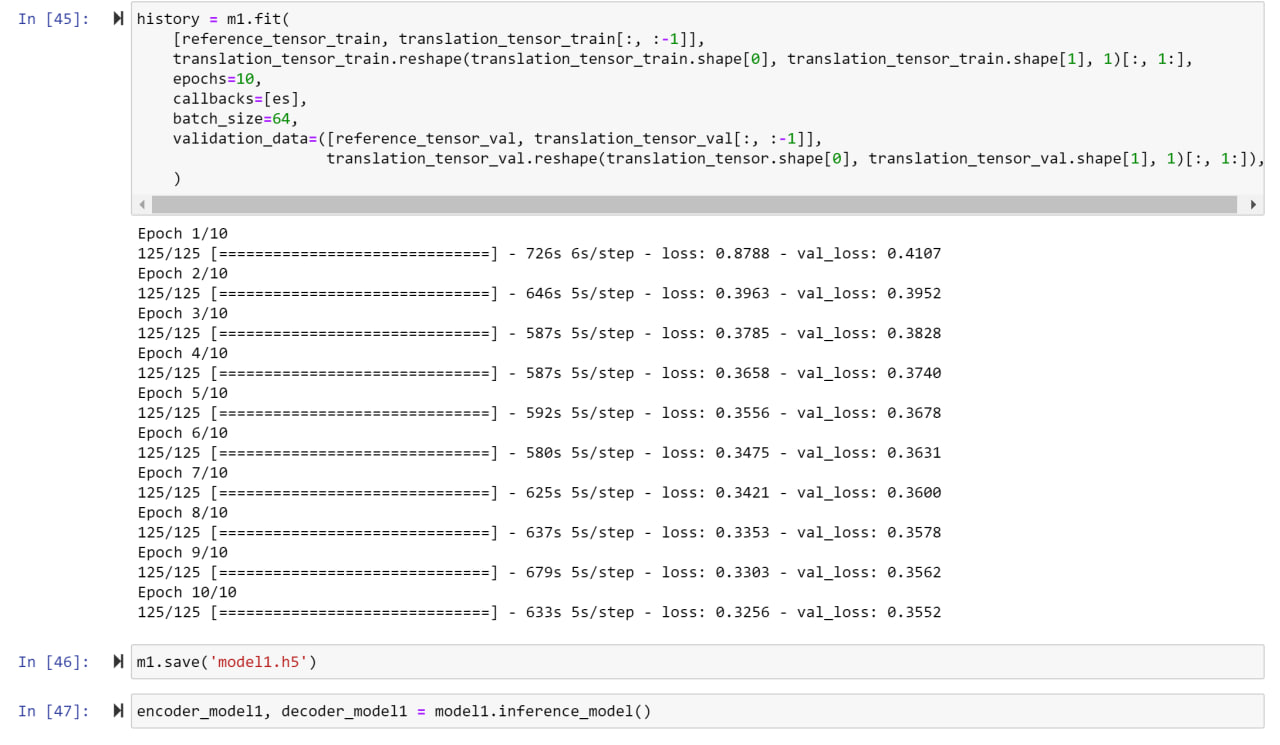 In [45]: history = m1.fit(
[reference_tensor_train, translation_tensor_train[:, :-1]],
translation_tensor_train.reshape(translation_tensor_train.shape[0], translation_tensor_train.shape[1], 1)[:, 1:],
epochs=10,
callbacks=[es],
batch_size=64,
validation_data=([reference_tensor_val, translation_tensor_val[:, :-1]],
translation_tensor_val.reshape(translation_tensor.shape[0], translation_tensor_val.shape[1], 1)[:, 1:]),
)
Epoch 1/10
125/125 [==============================] - 726s 6s/step - loss: 0.8788 - val_loss: 0.4107
Epoch 2/10
125/125 [==============================] - 646s 5s/step - loss: 0.3963 - val_loss: 0.3952
Epoch 3/10
125/125 [==============================] - 587s 5s/step - loss: 0.3785 - val_loss: 0.3828
Epoch 4/10
125/125 [==============================] - 587s 5s/step - loss: 0.3658 - val_loss: 0.3740
Epoch 5/10
125/125 [==============================] - 592s 5s/step - loss: 0.3556 - val_loss: 0.3678
Epoch 6/10
125/125 [==============================] - 580s 5s/step - loss: 0.3475 - val_loss: 0.3631
Epoch 7/10
125/125 [==============================] - 625s 5s/step - loss: 0.3421 - val_loss: 0.3600
Epoch 8/10
125/125 [==============================] - 637s 5s/step - loss: 0.3353 - val_loss: 0.3578
Epoch 9/10
125/125 [==============================] - 679s 5s/step - loss: 0.3303 - val_loss: 0.3562
Epoch 10/10
125/125 [==============================] - 633s 5s/step - loss: 0.3256 - val_loss: 0.3552
In [46]: m1.save('model1.h5')
In [47]: encoder_model1, decoder_model1 = model1.inference_model()